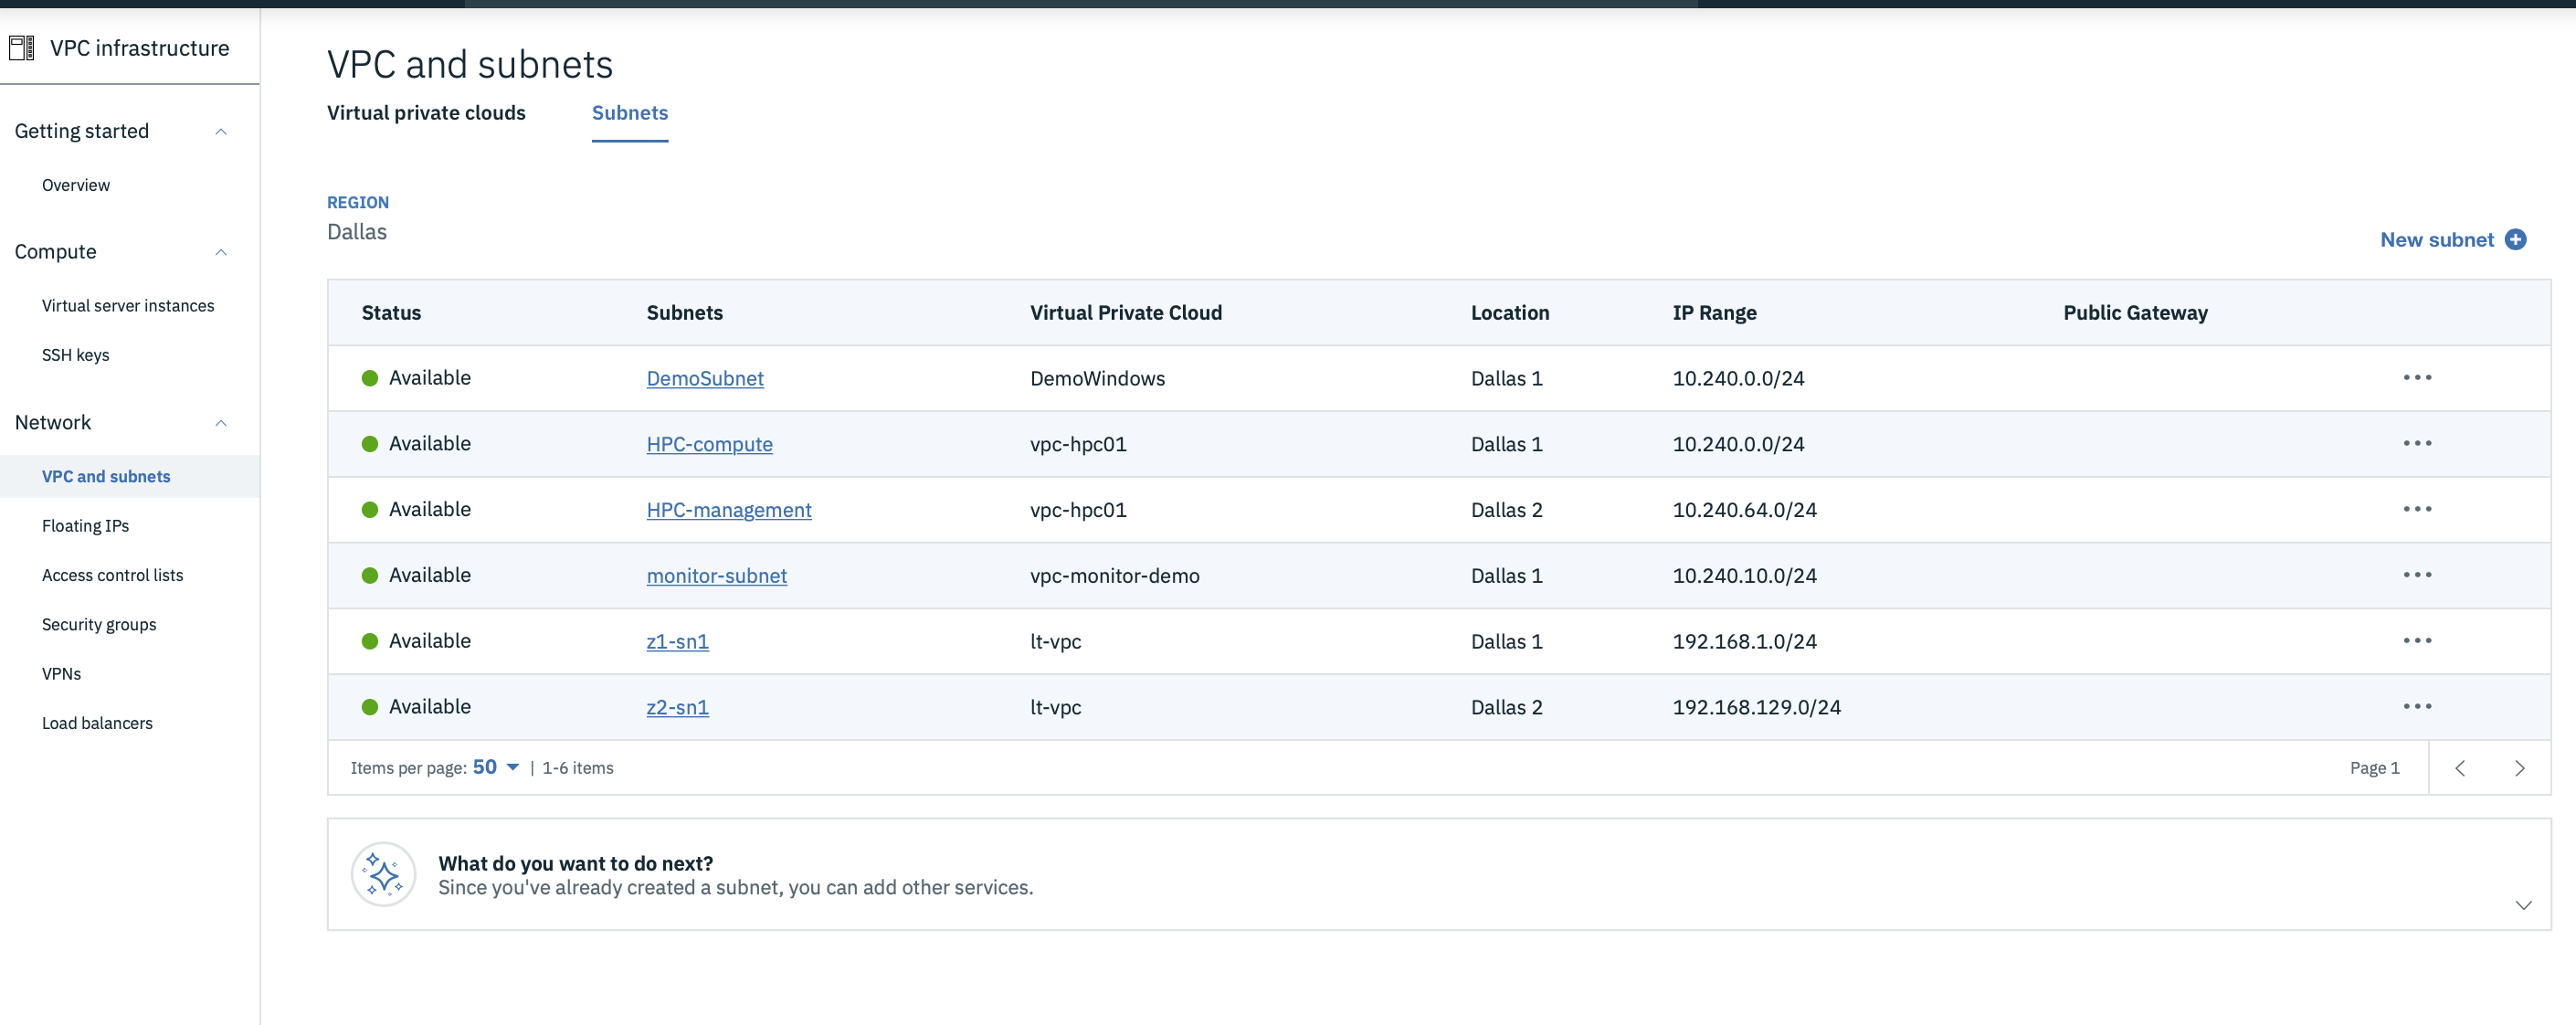 VPC infrastructure
Getting started
Overview
Compute
Virtual server instances
SSH keys
Network
VPC and subnets
Floating IPs
Access control lists
Security groups
VPNs
Load balancers
VPC and subnets
Virtual private clouds Subnets
REGION
Dallas
New subnet
Status Subnets Virtual Private Cloud Location IP Range Public Gateway
Available DemoSubnet DemoWindows Dallas 1 10.240.0.0/24
Available HPC-compute vpc-hpc01 Dallas 1 10.240.0.0/24
Available HPC-management vpc-hpc01 Dallas 2 10.240.64.0/24
Available monitor-subnet vpc-monitor-demo Dallas 1 10.240.10.0/24
Available z1-sn1 lt-vpc Dallas 1 192.168.1.0/24
Available z2-sn1 lt-vpc Dallas 2 192.168.129.0/24
Items per page: 50 | 1-6 items Page 1
What do you want to do next?
Since you've already created a subnet, you can add other services.